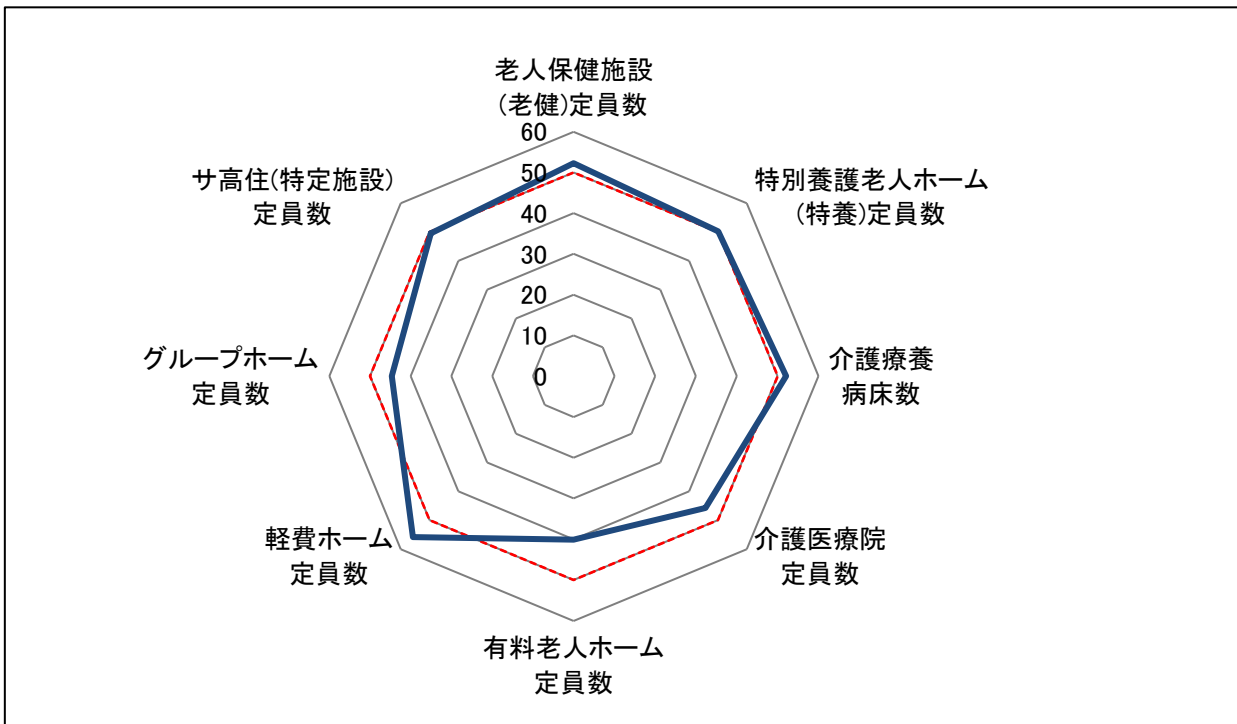 老人保健施設
(老健)定員数
特別養護老人ホーム
(特養)定員数
介護療養
病床数
介護医療院
定員数
有料老人ホーム
定員数
軽費ホーム
定員数
グループホーム
定員数
サ高住(特定施設)
定員数
60
50
40
30
20
10
0